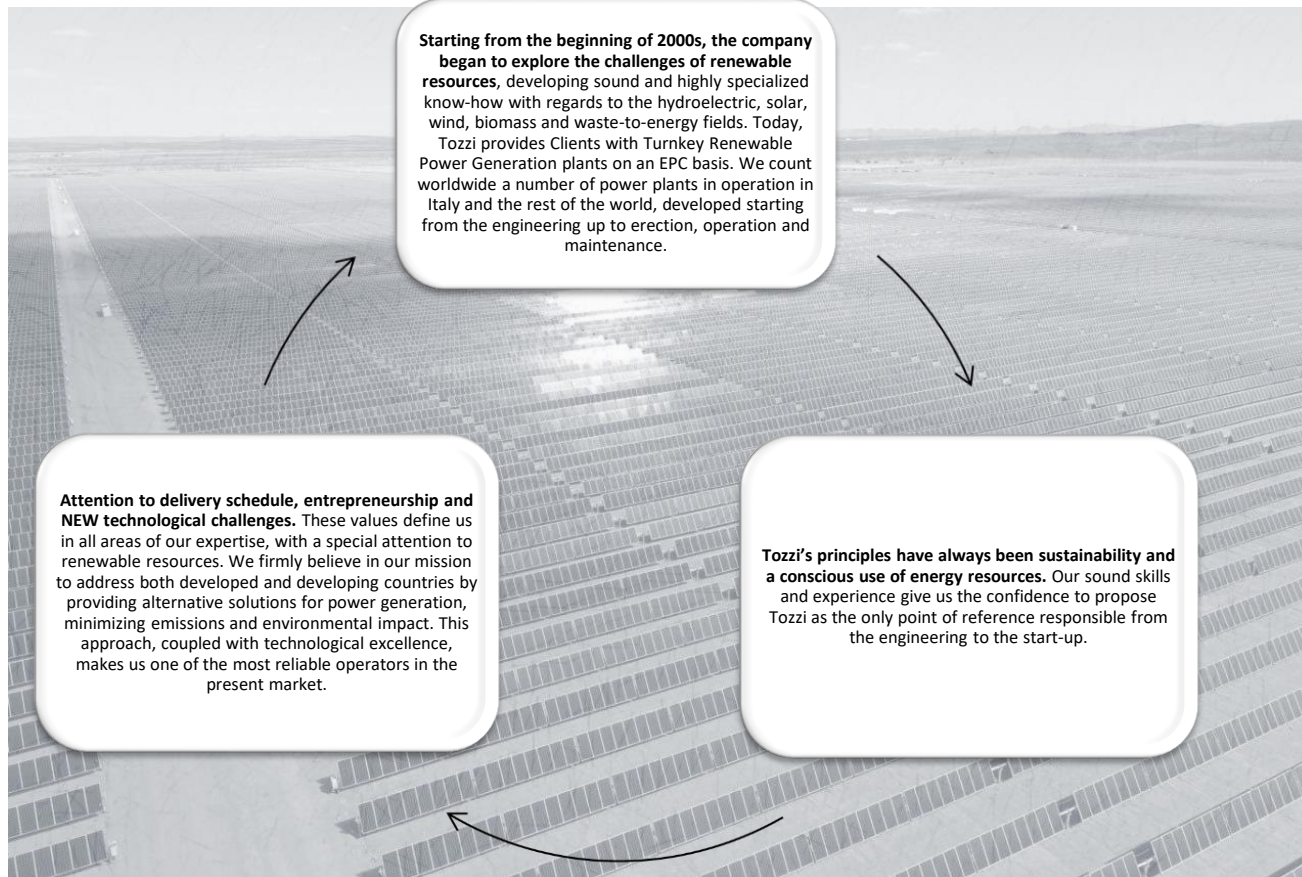 Starting from the beginning of 2000s, the company
began to explore the challenges of renewable
resources, developing sound and highly specialized
know-how with regards to the hydroelectric, solar,
wind, biomass and waste-to-energy fields. Today,
Tozzi provides Clients with Turnkey Renewable
Power Generation plants on an EPC basis. We count
worldwide a number of power plants in operation in
Italy and the rest of the world, developed starting
from the engineering up to erection, operation and
maintenance.
Tozzi’s principles have always been sustainability and
a conscious use of energy resources. Our sound skills
and experience give us the confidence to propose
Tozzi as the only point of reference responsible from
the engineering to the start-up.
Attention to delivery schedule, entrepreneurship and
NEW technological challenges. These values define us
in all areas of our expertise, with a special attention to
renewable resources. We firmly believe in our mission
to address both developed and developing countries by
providing alternative solutions for power generation,
minimizing emissions and environmental impact. This
approach, coupled with technological excellence,
makes us one of the most reliable operators in the
present market.